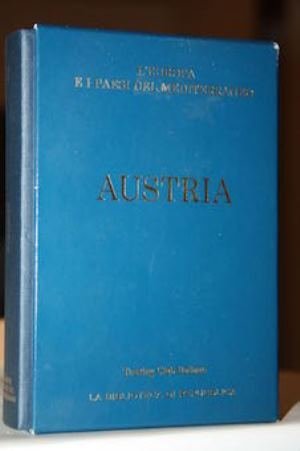 L'EUROPA
E I PAESI DEL MEDITERRANEO
AUSTRIA
Touring Club Italiano
LA BIBLIOTECA DI REPUBBLICA